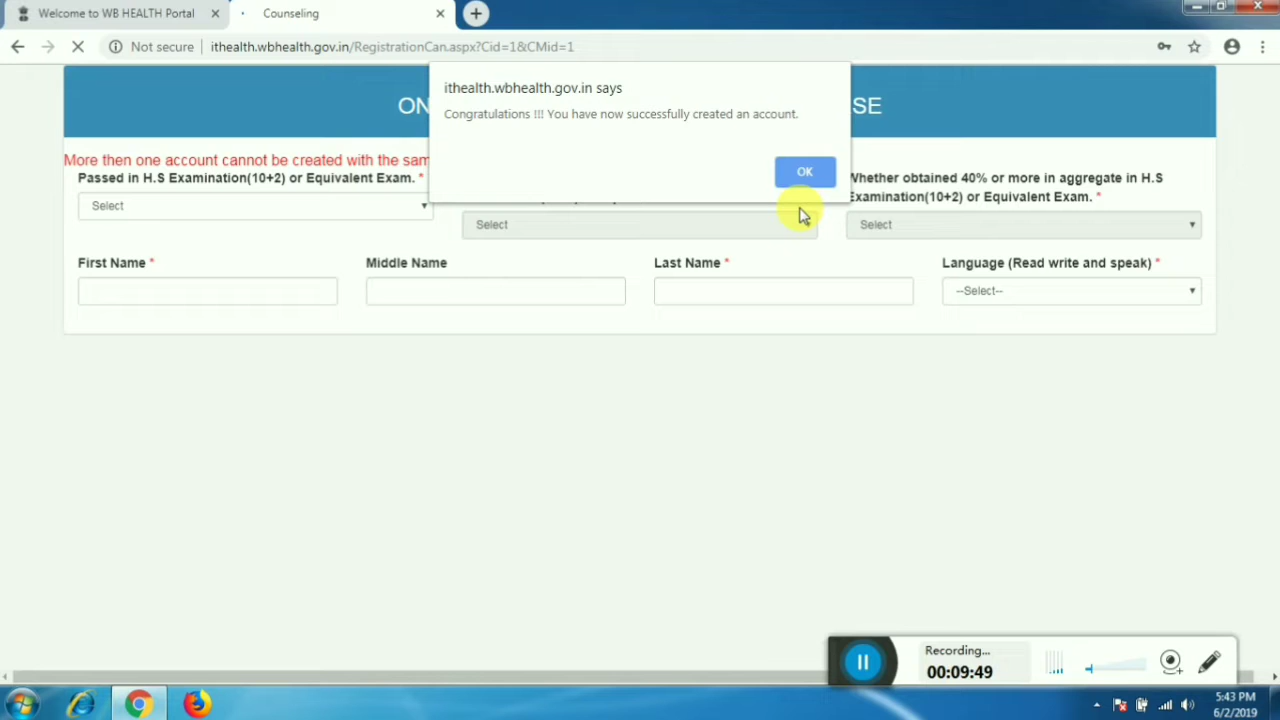 Welcome to WB HEALTH Portal
Counseling
Not secure
ithealth.wbhealth.gov.in/RegistrationCan.aspx?Cid=1&CMid=1
ithealth.wbhealth.gov.in says
Congratulations !!! You have now successfully created an account.
OK
ON
SE
More then one account cannot be created with the sam
Passed in H.S Examination(10+2) or Equivalent Exam. *
Select
Select
Whether obtained 40% or more in aggregate in H.S
Examination(10+2) or Equivalent Exam. *
Select
First Name *
Middle Name
Last Name *
Language (Read write and speak) *
--Select--
Recording...
00:09:49
5:43 PM
6/2/2019